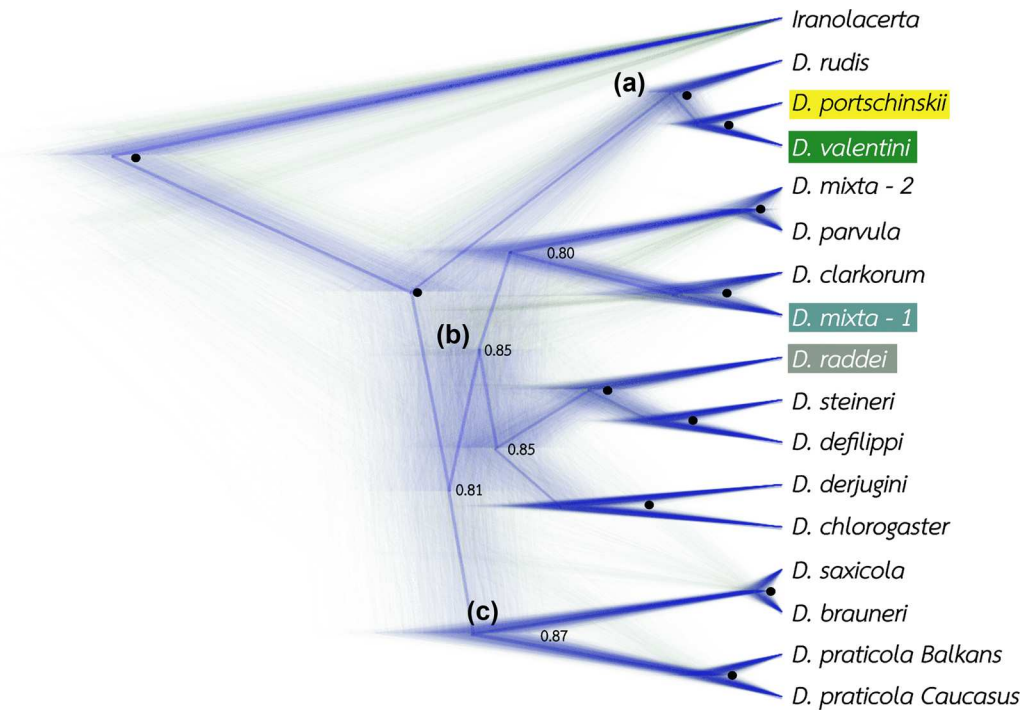 Iranolacerta
D. rudis
(a)
D. portschinskii
D. valentini
D. mixta - 2
D. parvula
0.80
D. clarkorum
D. mixta - 1
(b)
0.85
D. raddei
D. steineri
D. defilippi
0.85
D. derjugini
0.81
D. chlorogaster
D. saxicola
(c)
D. brauneri
0.87
D. praticola Balkans
D. praticola Caucasus